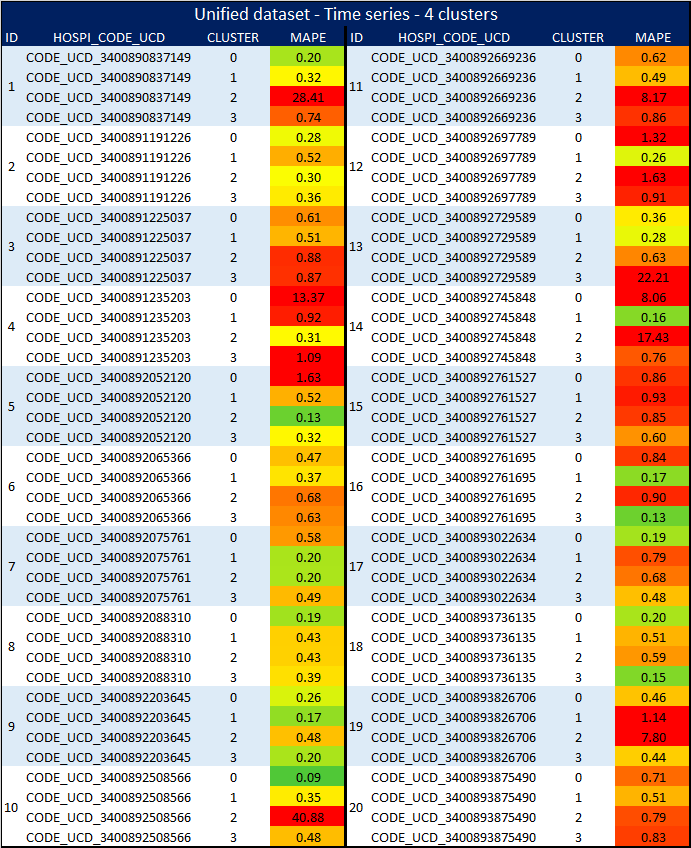 Unified dataset - Time series - 4 clusters
ID HOSPI_CODE_UCD CLUSTER MAPE ID HOSPI_CODE_UCD CLUSTER MAPE
1 CODE_UCD_3400890837149 0 0.20 11 CODE_UCD_3400892669236 0 0.62
CODE_UCD_3400890837149 1 0.32 CODE_UCD_3400892669236 1 0.49
CODE_UCD_3400890837149 2 28.41 CODE_UCD_3400892669236 2 8.17
CODE_UCD_3400890837149 3 0.74 CODE_UCD_3400892669236 3 0.86
2 CODE_UCD_3400891191226 0 0.28 12 CODE_UCD_3400892697789 0 1.32
CODE_UCD_3400891191226 1 0.52 CODE_UCD_3400892697789 1 0.26
CODE_UCD_3400891191226 2 0.30 CODE_UCD_3400892697789 2 1.63
CODE_UCD_3400891191226 3 0.36 CODE_UCD_3400892697789 3 0.91
3 CODE_UCD_3400891225037 0 0.61 13 CODE_UCD_3400892729589 0 0.36
CODE_UCD_3400891225037 1 0.51 CODE_UCD_3400892729589 1 0.28
CODE_UCD_3400891225037 2 0.88 CODE_UCD_3400892729589 2 0.63
CODE_UCD_3400891225037 3 0.87 CODE_UCD_3400892729589 3 22.21
4 CODE_UCD_3400891235203 0 13.37 14 CODE_UCD_3400892745848 0 8.06
CODE_UCD_3400891235203 1 0.92 CODE_UCD_3400892745848 1 0.16
CODE_UCD_3400891235203 2 0.31 CODE_UCD_3400892745848 2 17.43
CODE_UCD_3400891235203 3 1.09 CODE_UCD_3400892745848 3 0.76
5 CODE_UCD_3400892052120 0 1.63 15 CODE_UCD_3400892761527 0 0.86
CODE_UCD_3400892052120 1 0.52 CODE_UCD_3400892761527 1 0.93
CODE_UCD_3400892052120 2 0.13 CODE_UCD_3400892761527 2 0.85
CODE_UCD_3400892052120 3 0.32 CODE_UCD_3400892761527 3 0.60
6 CODE_UCD_3400892065366 0 0.47 16 CODE_UCD_3400892761695 0 0.84
CODE_UCD_3400892065366 1 0.37 CODE_UCD_3400892761695 1 0.17
CODE_UCD_3400892065366 2 0.68 CODE_UCD_3400892761695 2 0.90
CODE_UCD_3400892065366 3 0.63 CODE_UCD_3400892761695 3 0.13
7 CODE_UCD_3400892075761 0 0.58 17 CODE_UCD_3400893022634 0 0.19
CODE_UCD_3400892075761 1 0.20 CODE_UCD_3400893022634 1 0.79
CODE_UCD_3400892075761 2 0.20 CODE_UCD_3400893022634 2 0.68
CODE_UCD_3400892075761 3 0.49 CODE_UCD_3400893022634 3 0.48
8 CODE_UCD_3400892088310 0 0.19 18 CODE_UCD_3400893736135 0 0.20
CODE_UCD_3400892088310 1 0.43 CODE_UCD_3400893736135 1 0.51
CODE_UCD_3400892088310 2 0.43 CODE_UCD_3400893736135 2 0.59
CODE_UCD_3400892088310 3 0.39 CODE_UCD_3400893736135 3 0.15
9 CODE_UCD_3400892203645 0 0.26 19 CODE_UCD_3400893826706 0 0.46
CODE_UCD_3400892203645 1 0.17 CODE_UCD_3400893826706 1 1.14
CODE_UCD_3400892203645 2 0.48 CODE_UCD_3400893826706 2 7.80
CODE_UCD_3400892203645 3 0.20 CODE_UCD_3400893826706 3 0.44
10 CODE_UCD_3400892508566 0 0.09 20 CODE_UCD_3400893875490 0 0.71
CODE_UCD_3400892508566 1 0.35 CODE_UCD_3400893875490 1 0.51
CODE_UCD_3400892508566 2 40.88 CODE_UCD_3400893875490 2 0.79
CODE_UCD_3400892508566 3 0.48 CODE_UCD_3400893875490 3 0.83